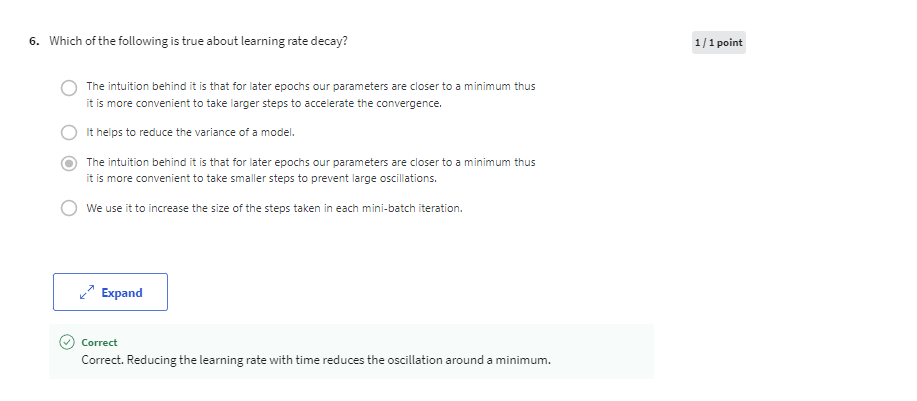 6. Which of the following is true about learning rate decay?
1 / 1 point
The intuition behind it is that for later epochs our parameters are closer to a minimum thus
it is more convenient to take larger steps to accelerate the convergence.
It helps to reduce the variance of a model.
The intuition behind it is that for later epochs our parameters are closer to a minimum thus
it is more convenient to take smaller steps to prevent large oscillations.
We use it to increase the size of the steps taken in each mini-batch iteration.
Expand
Correct
Correct. Reducing the learning rate with time reduces the oscillation around a minimum.